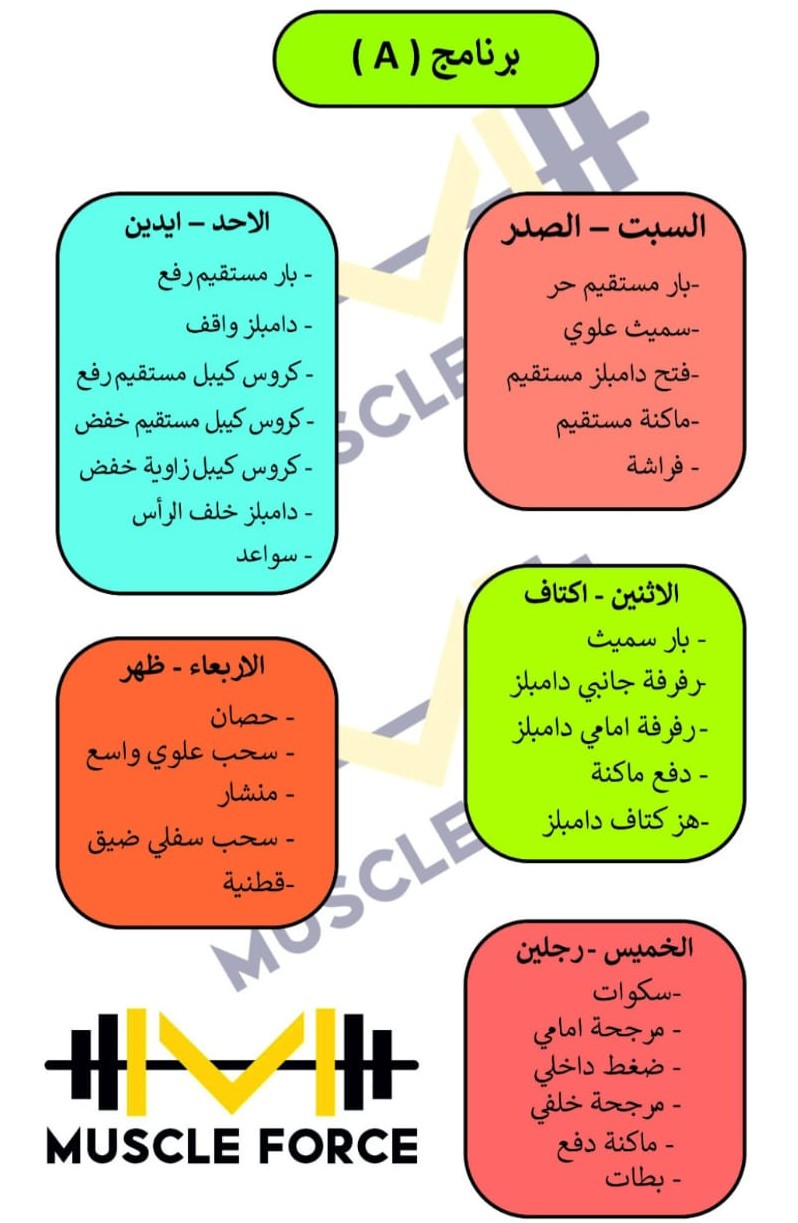 برنامج ( A )
السبت – الصدر
-بار مستقيم حر
-سميث علوي
-فتح دامبلز مستقيم
-ماكنة مستقيم
- فراشة
الاحد – ايدين
- بار مستقيم رفع
- دامبلز واقف
- كروس كيبل مستقيم رفع
- كروس كيبل مستقيم خفض
- كروس كيبل زاوية خفض
- دامبلز خلف الرأس
- سواعد
الاثنين - اكتاف
- بار سميث
-رفرفة جانبي دامبلز
-رفرفة امامي دامبلز
- دفع ماكنة
-هز كتاف دامبلز
الاربعاء - ظهر
- حصان
- سحب علوي واسع
- منشار
- سحب سفلي ضيق
-قطنية
الخميس -رجلين
-سكوات
- مرجحة امامي
- ضغط داخلي
- مرجحة خلفي
- ماكنة دفع
- بطات
MUSCLE FORCE
MUSCLE
MUSCLE